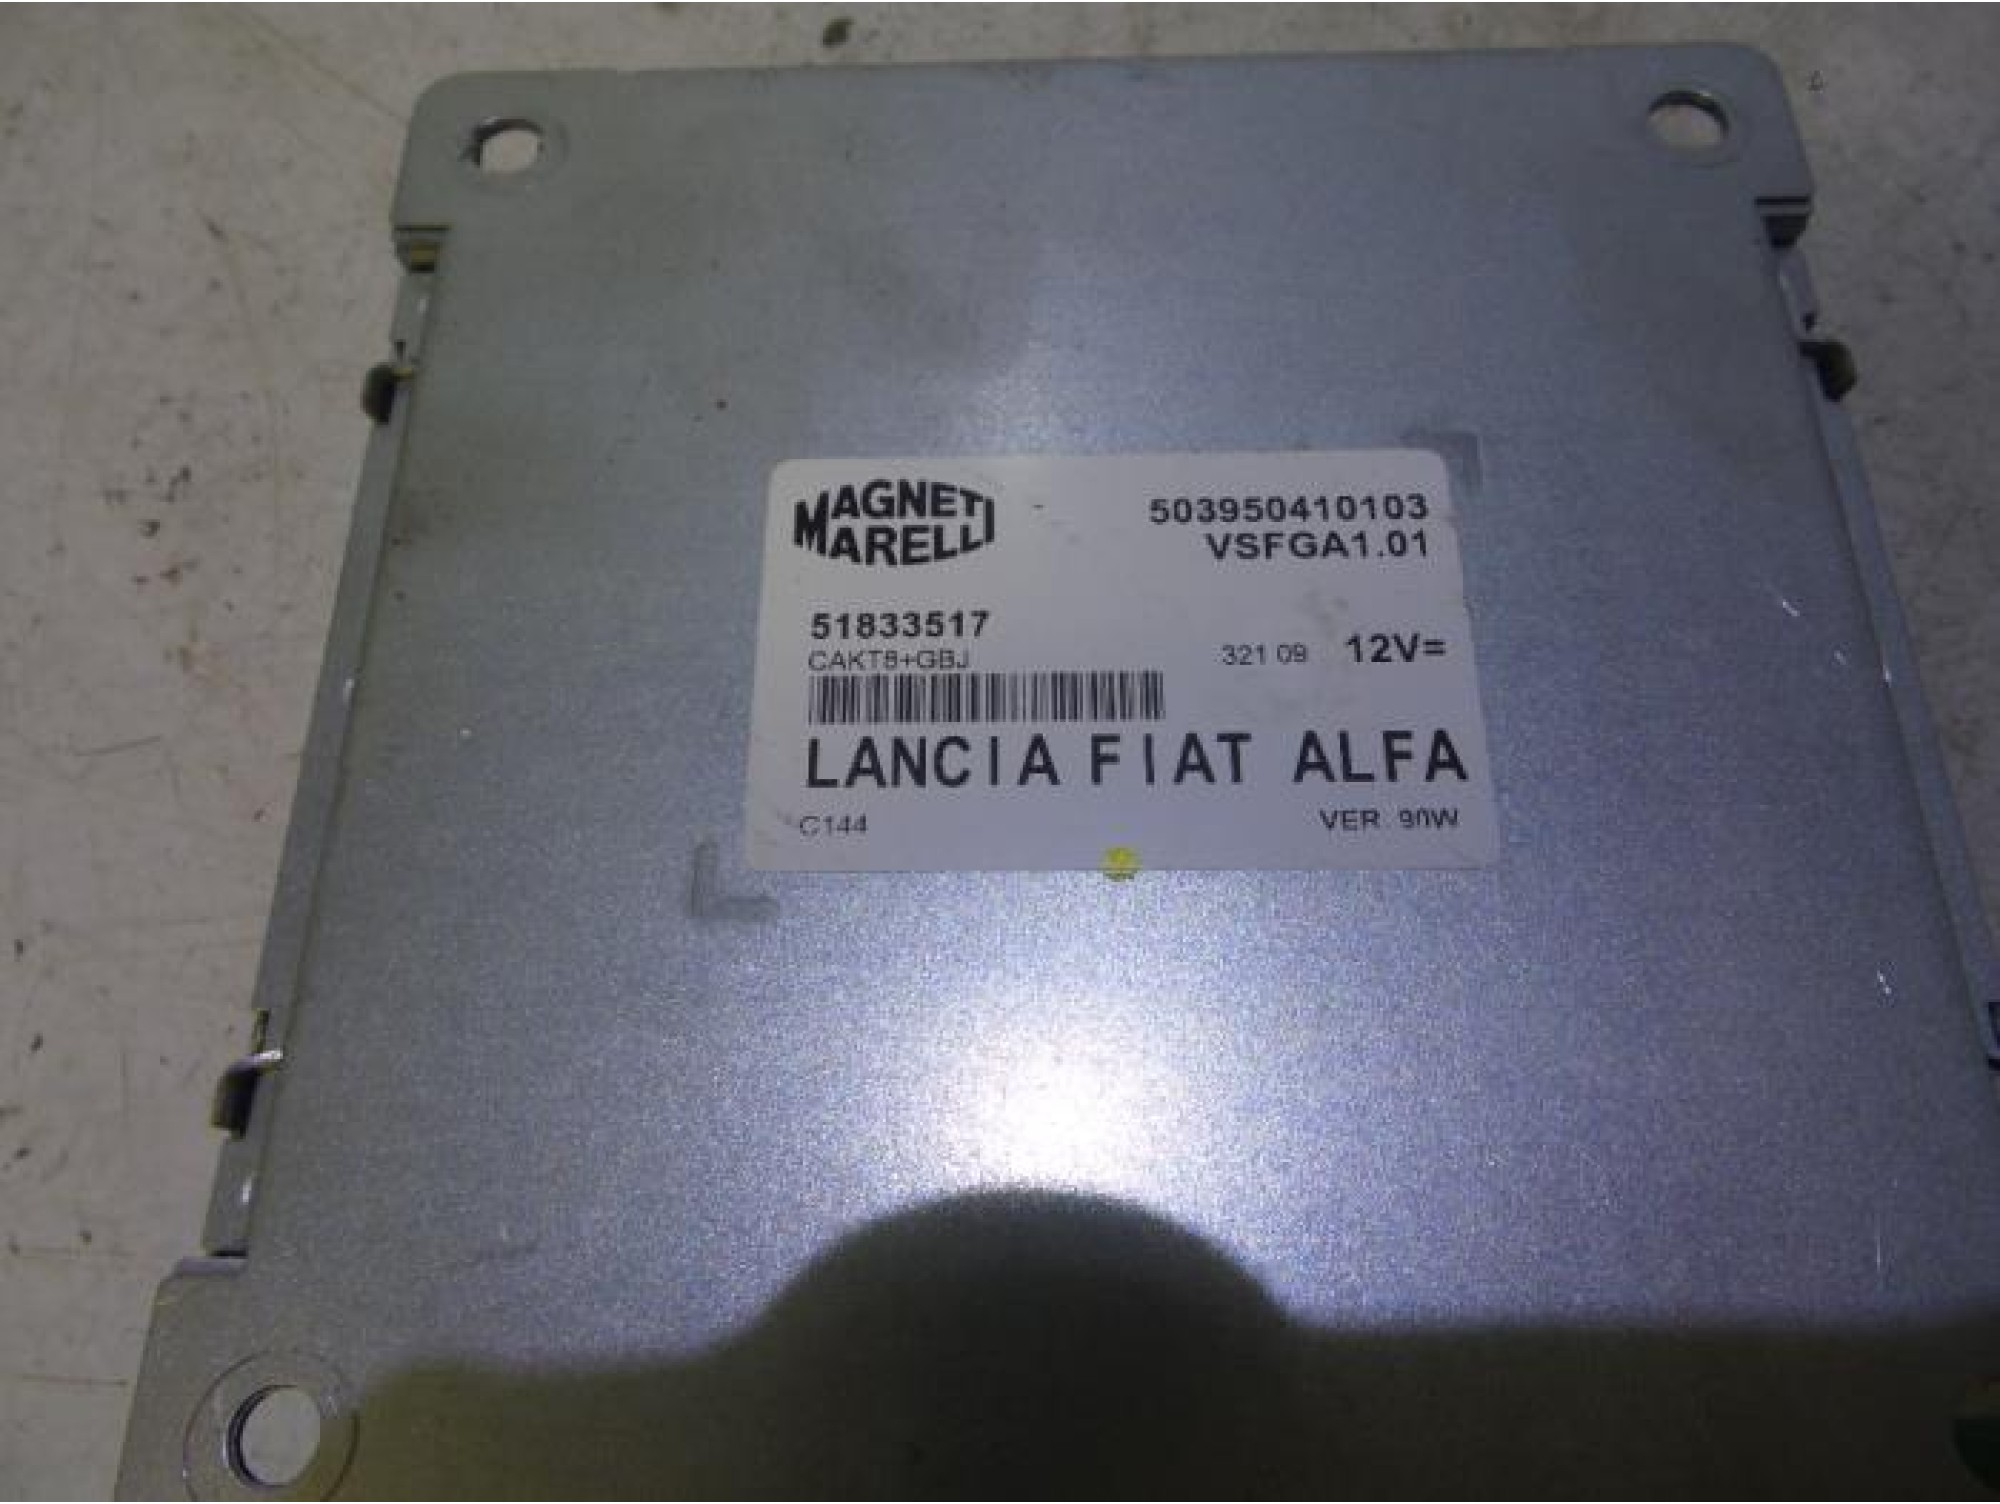 MAGNETI
MARELLI
503950410103
VSFGA1.01
51833517
CAKT8+GBJ
321 09 12V=
LANCIA FIAT ALFA
C144
VER 90W